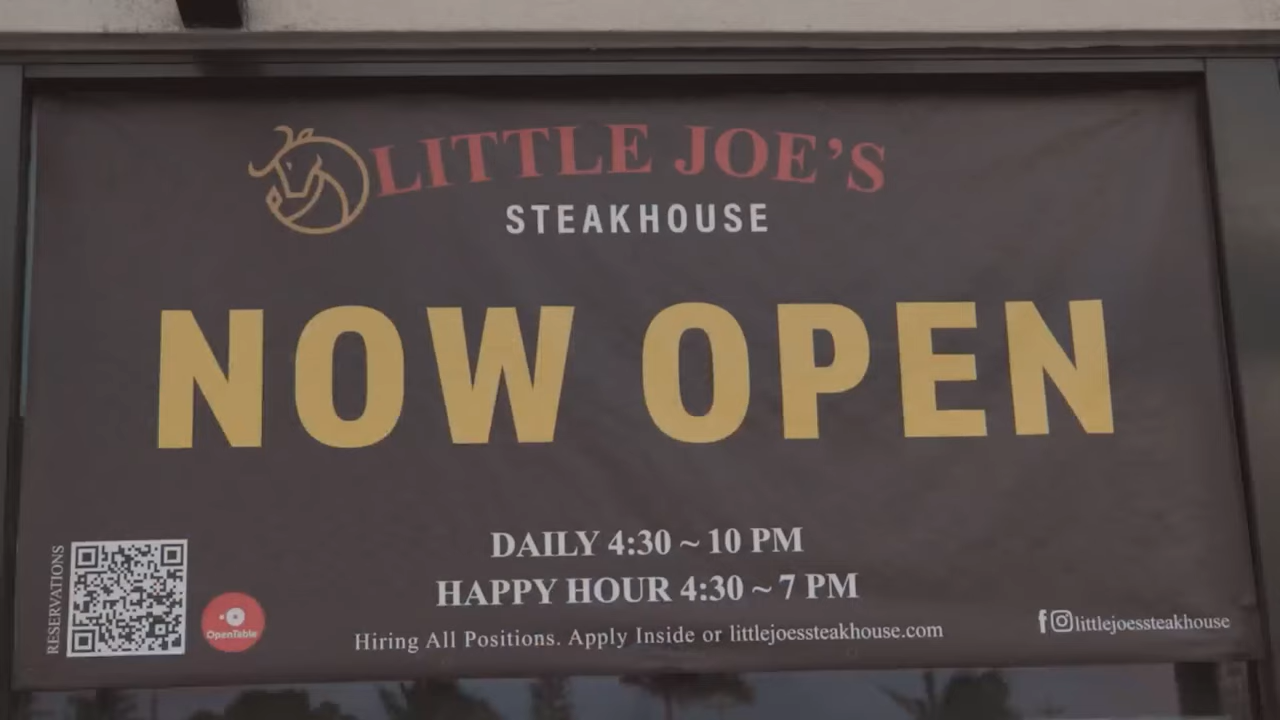 LITTLE JOE'S
STEAKHOUSE
NOW OPEN
DAILY 4:30 ~ 10 PM
HAPPY HOUR 4:30 ~ 7 PM
Hiring All Positions. Apply Inside or littlejoessteakhouse.com
RESERVATIONS
OpenTable
littlejoessteakhouse